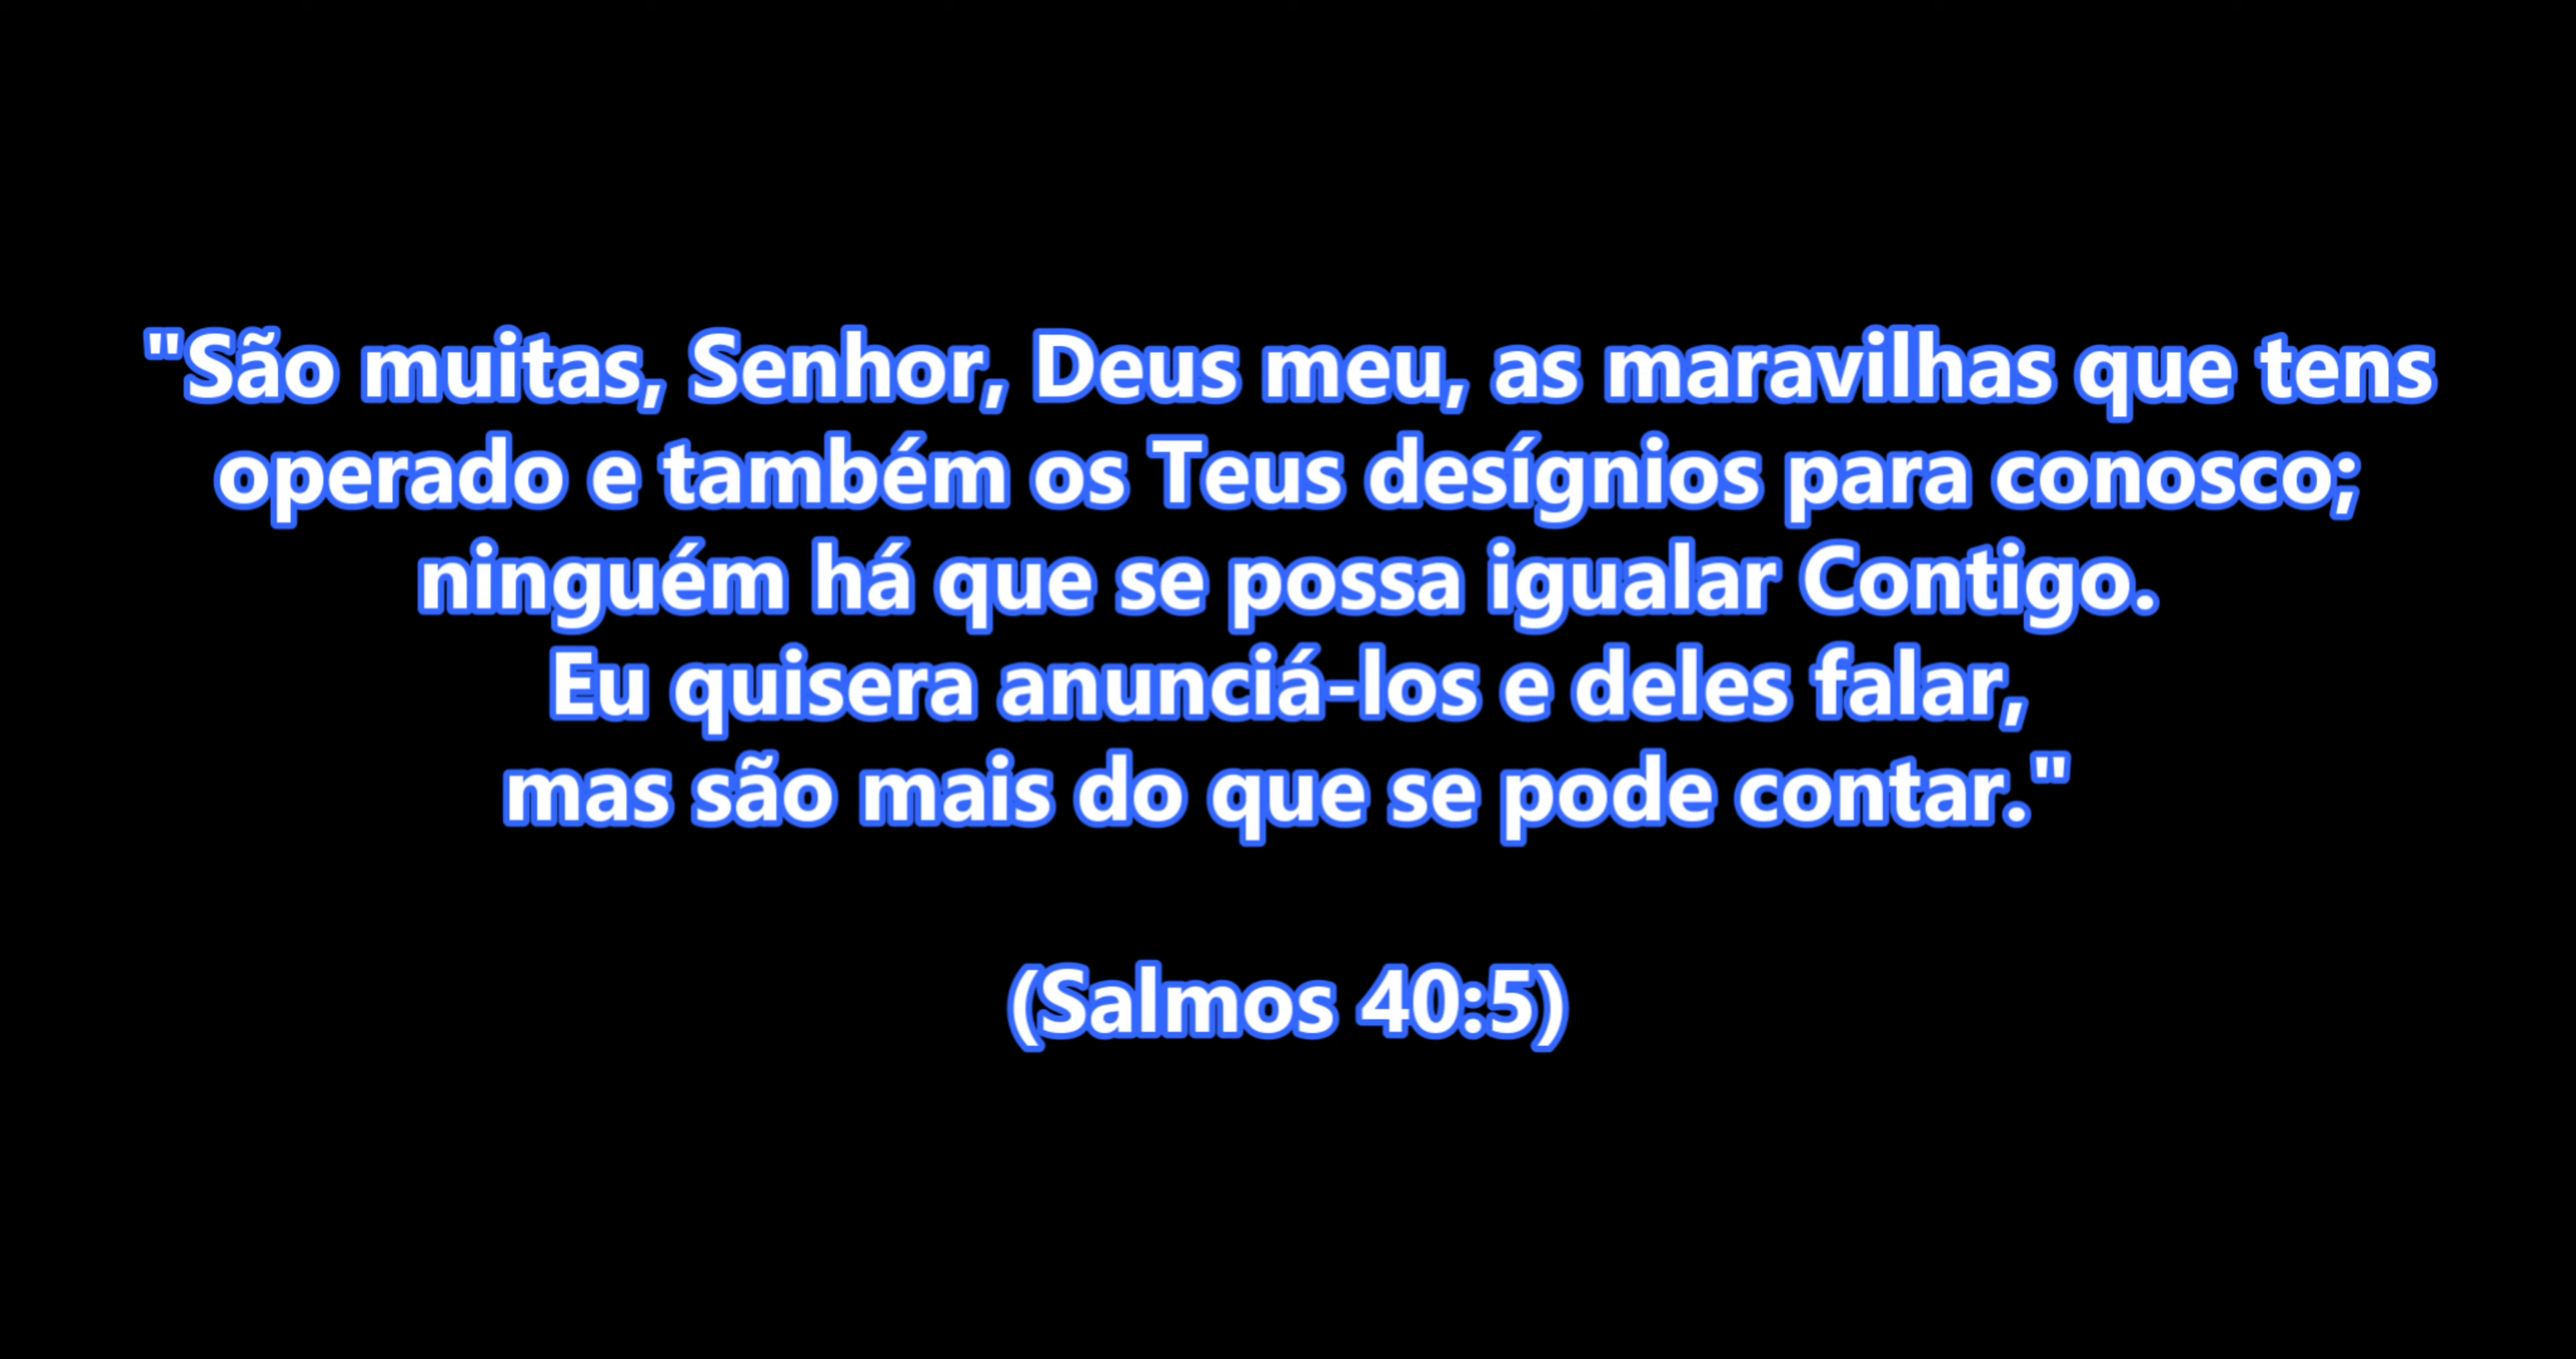 "São muitas, Senhor, Deus meu, as maravilhas que tens
operado e também os Teus desígnios para conosco;
ninguém há que se possa igualar Contigo.
Eu quisera anunciá-los e deles falar,
mas são mais do que se pode contar."
(Salmos 40:5)